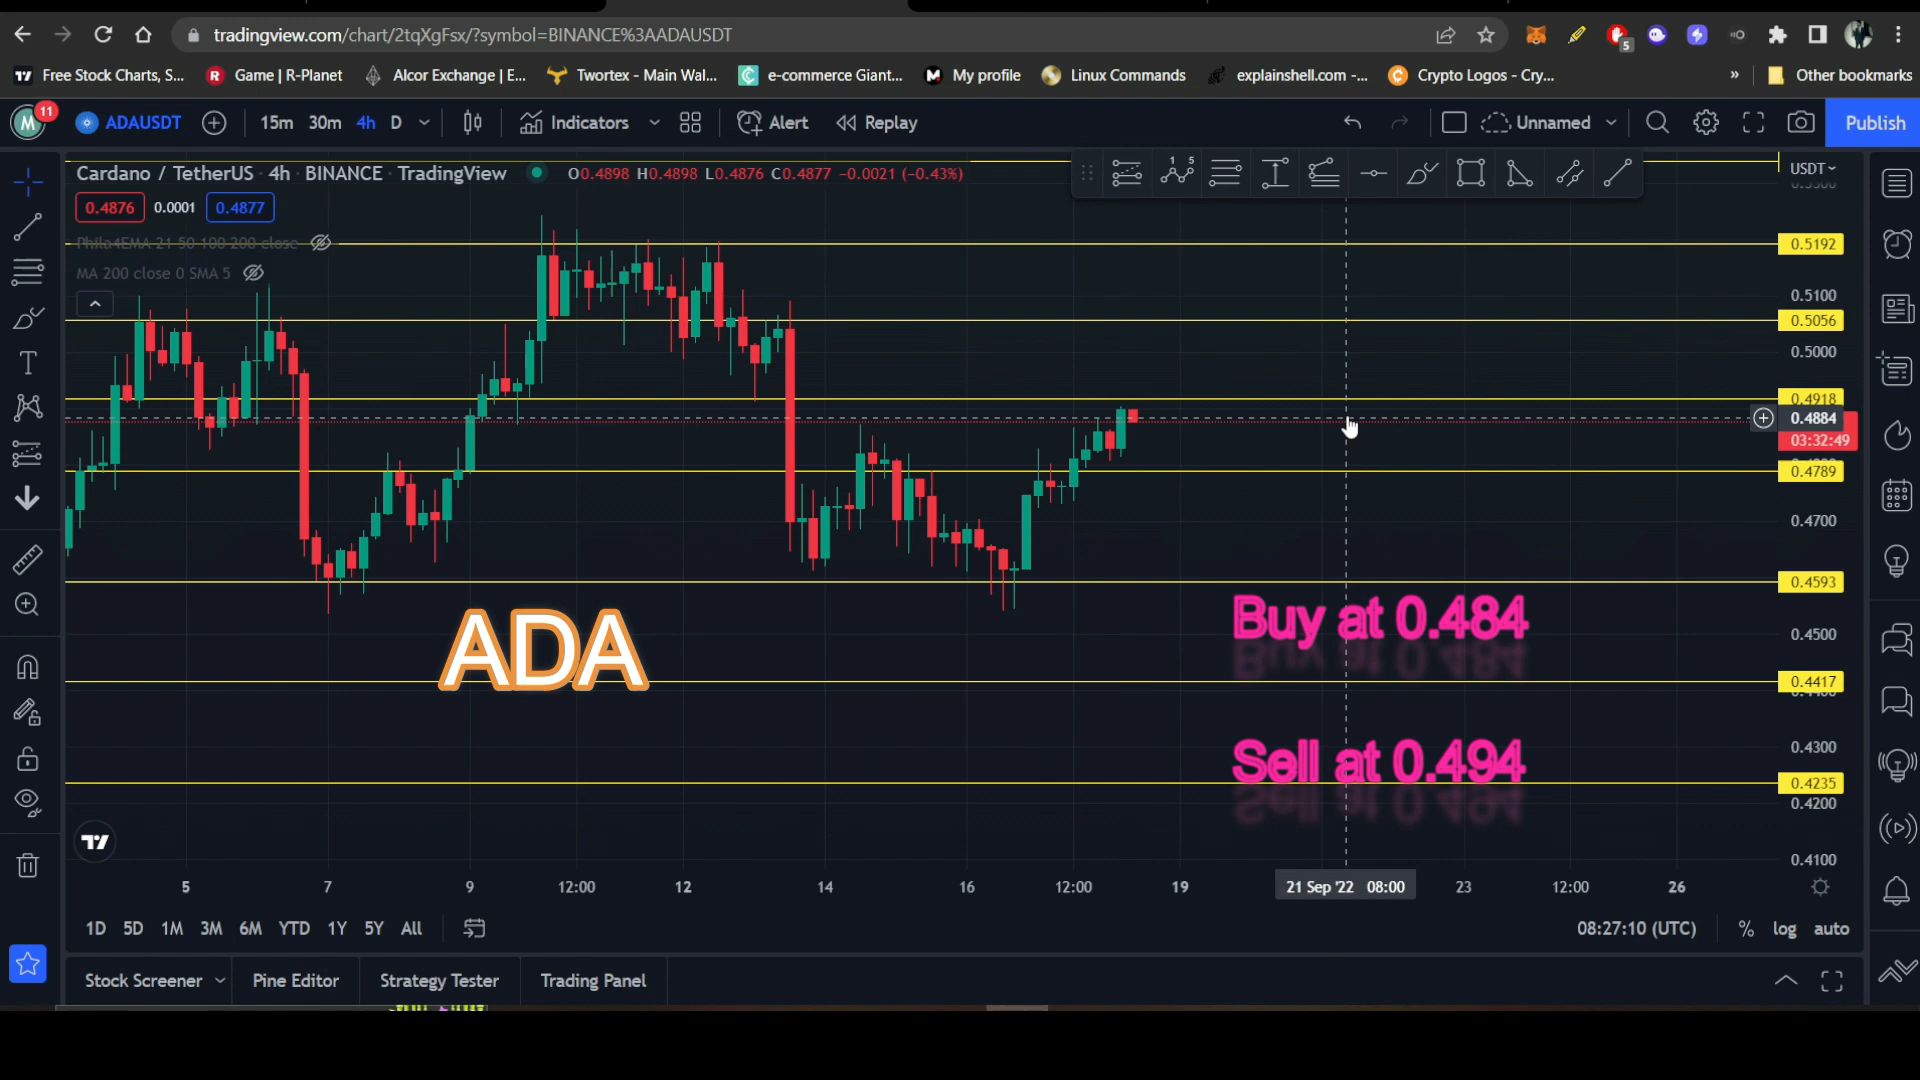 tradingview.com/chart/2tqXgFsx/?symbol=BINANCE%3AADAUSDT
5
Free Stock Charts, S... Game | R-Planet Alcor Exchange | E... Twortex - Main Wal... e-commerce Giant... My profile Linux Commands explainshell.com -... Crypto Logos - Cry... » Other bookmarks
M 11 ADAUSDT 15m 30m 4h D Indicators Alert Replay Unnamed Publish
Cardano / TetherUS · 4h · BINANCE · TradingView O0.4898 H0.4898 L0.4876 C0.4877 −0.0021 (−0.43%) USDT
0.4876 0.0001 0.4877
Phila4EMA 21 50 100 200 close
MA 200 close 0 SMA 5
0.5192
0.5100
0.5056
0.5000
0.4918
0.4884
03:32:49
0.4789
0.4700
0.4593
ADA
Buy at 0.484
0.4500
0.4417
0.4300
Sell at 0.494
0.4235
0.4200
0.4100
5 7 9 12:00 12 14 16 12:00 19 21 Sep '22 08:00 23 12:00 26
1D 5D 1M 3M 6M YTD 1Y 5Y All 08:27:10 (UTC) % log auto
Stock Screener Pine Editor Strategy Tester Trading Panel